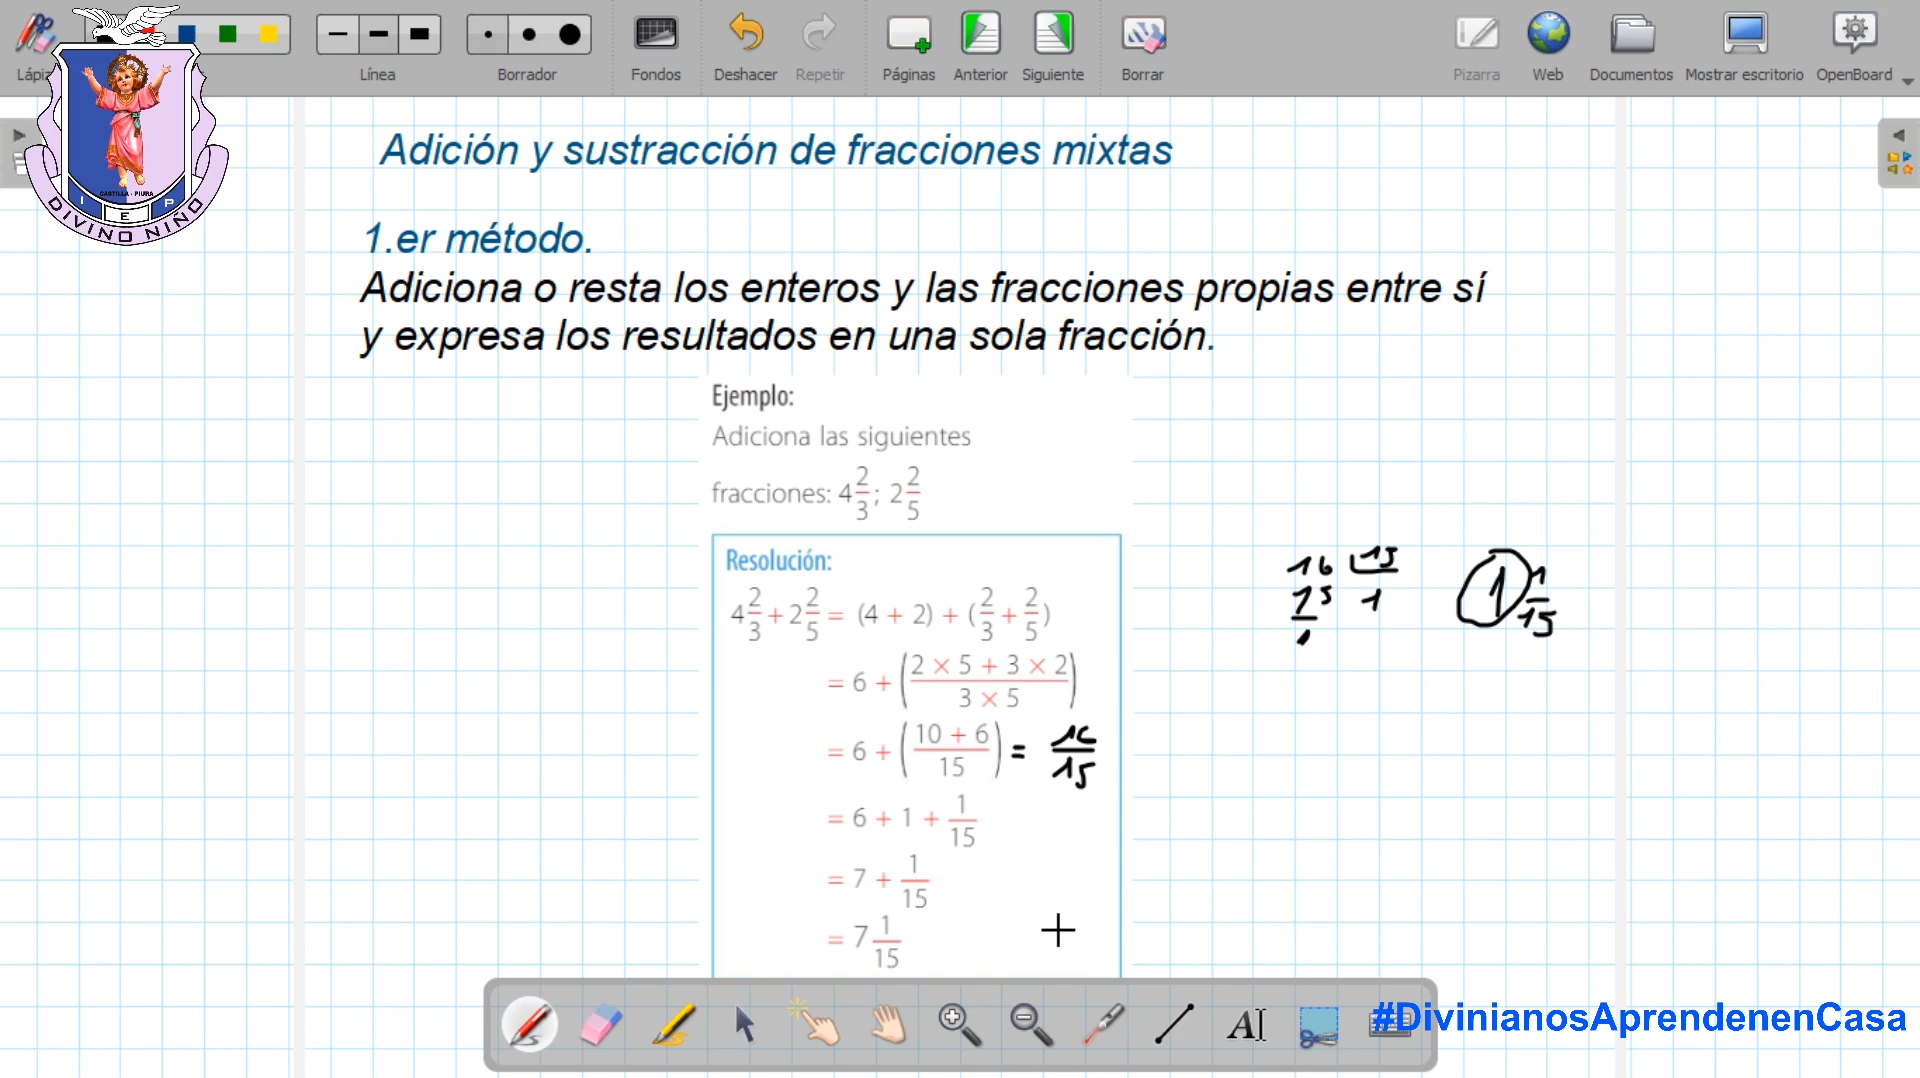 Lápiz
Línea
Borrador
Fondos
Deshacer
Repetir
Páginas
Anterior
Siguiente
Borrar
Pizarra
Web
Documentos
Mostrar escritorio
OpenBoard
CASTILLA - PIURA
I E P
DIVINO NIÑO
Adición y sustracción de fracciones mixtas
1.er método.
Adiciona o resta los enteros y las fracciones propias entre sí
y expresa los resultados en una sola fracción.
Ejemplo:
Adiciona las siguientes
fracciones: 4 2/3 ; 2 2/5
Resolución:
4 2/3 + 2 2/5 = (4 + 2) + (2/3 + 2/5)
= 6 + ((2 × 5 + 3 × 2)/(3 × 5))
= 6 + ((10 + 6)/15) = 16/15
= 6 + 1 + 1/15
= 7 + 1/15
= 7 1/15
16 15
15 1
1 1/15
#DivinianosAprendenenCasa